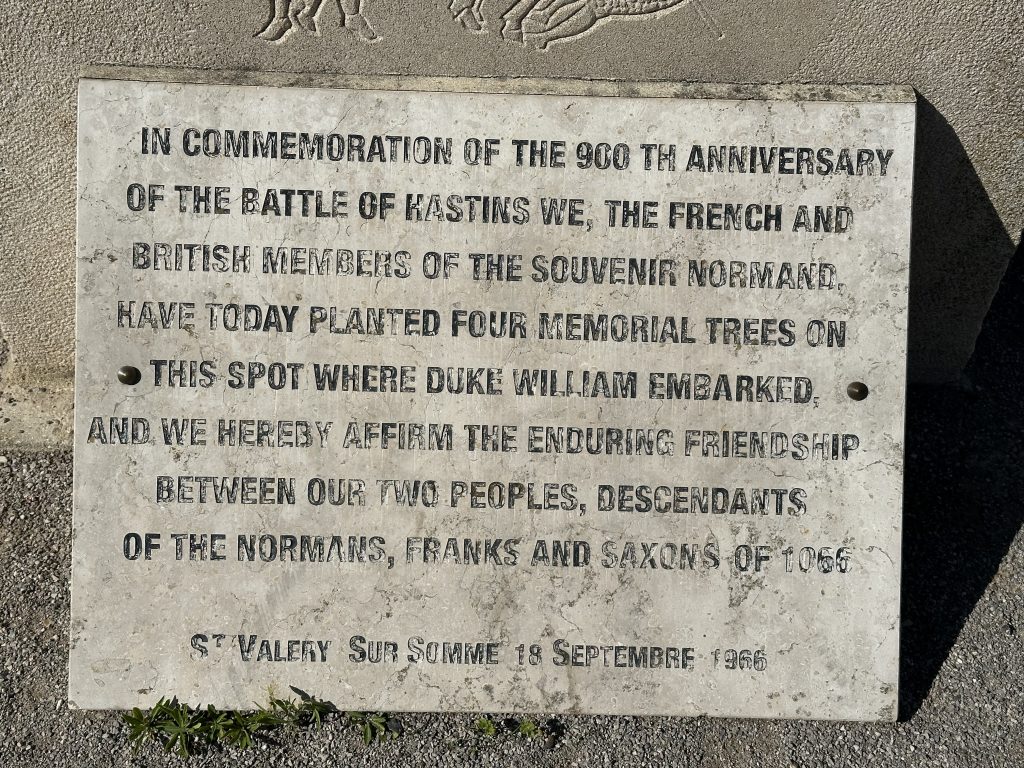 IN COMMEMORATION OF THE 900 TH ANNIVERSARY
OF THE BATTLE OF HASTINS WE, THE FRENCH AND
BRITISH MEMBERS OF THE SOUVENIR NORMAND,
HAVE TODAY PLANTED FOUR MEMORIAL TREES ON
THIS SPOT WHERE DUKE WILLIAM EMBARKED,
AND, WE HEREBY AFFIRM THE ENDURING FRIENDSHIP
BETWEEN OUR TWO PEOPLES, DESCENDANTS
OF THE NORMANS, FRANKS AND SAXONS OF 1066
ST VALERY SUR SOMME 18 SEPTEMBRE 1966